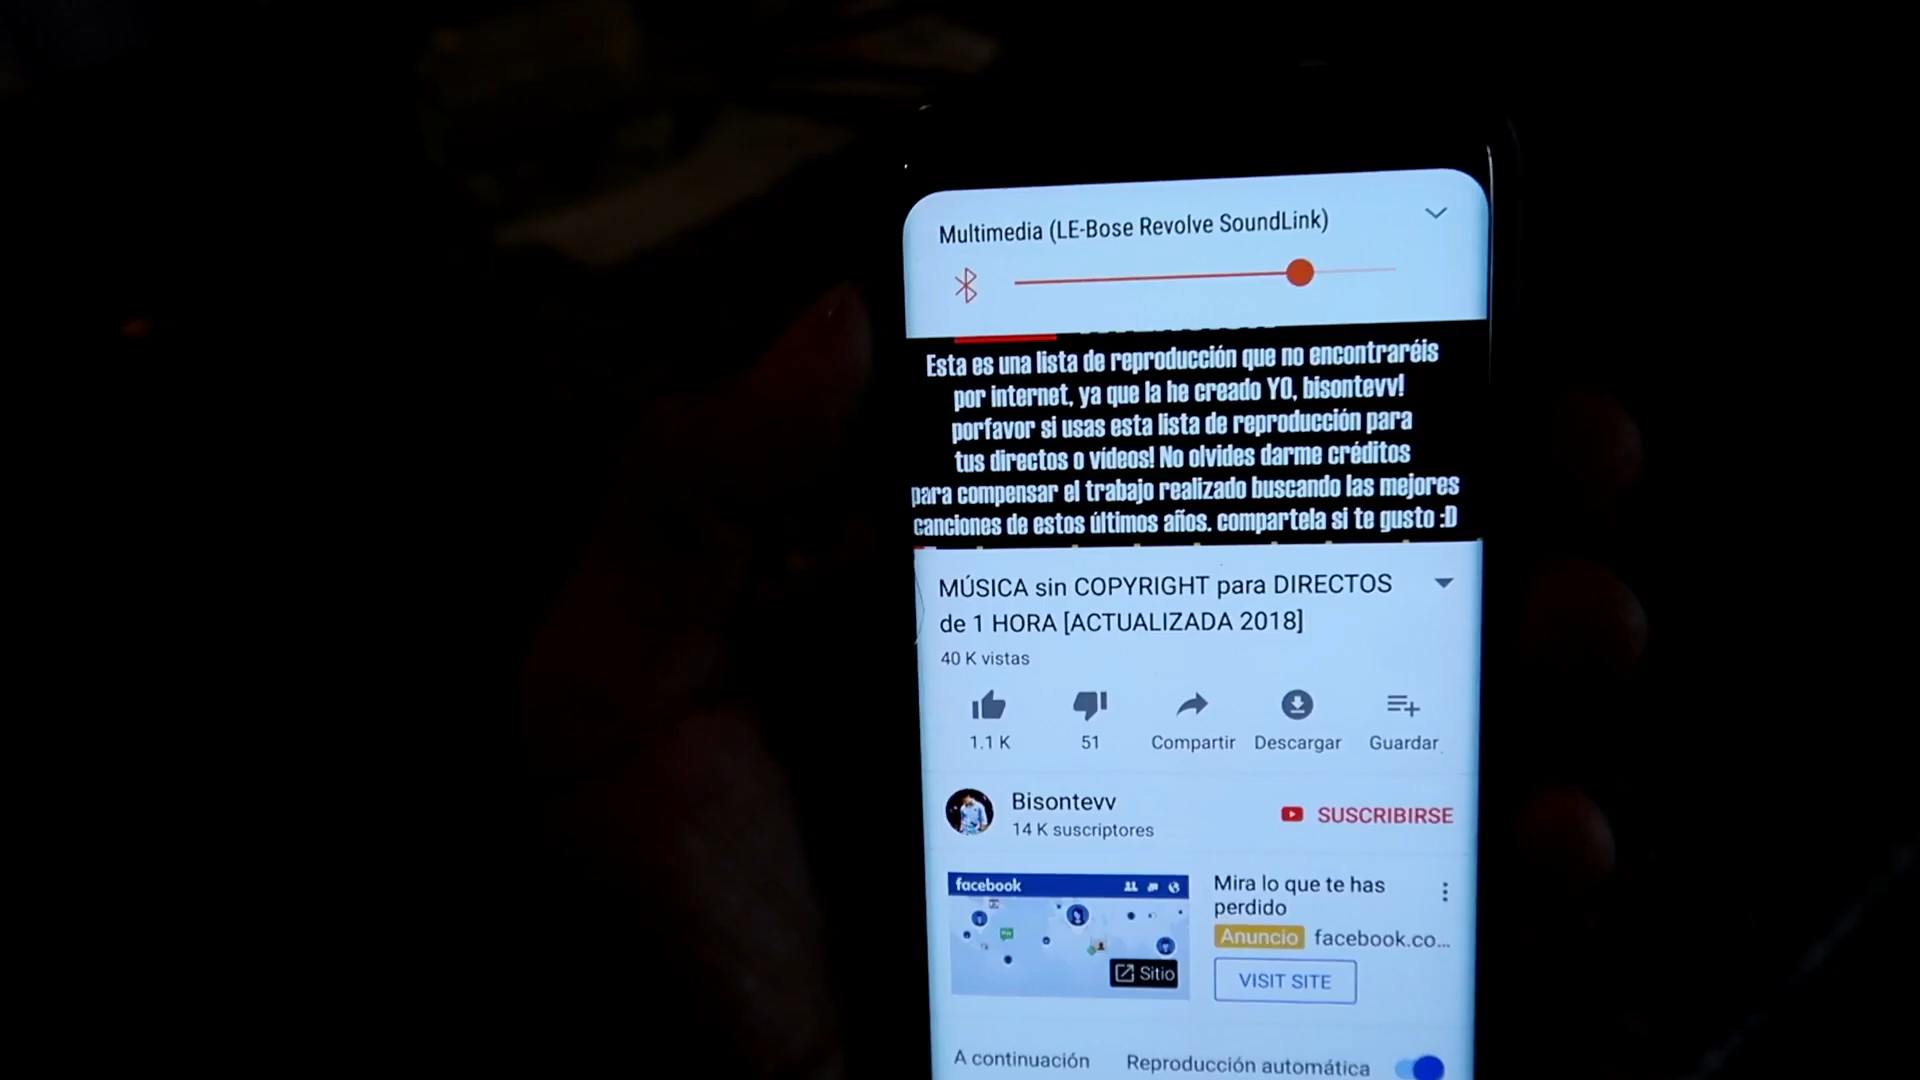 Multimedia (LE-Bose Revolve SoundLink)
Esta es una lista de reproducción que no encontraréis
por internet, ya que la he creado YO, bisontevv!
porfavor si usas esta lista de reproducción para
tus directos o vídeos! No olvides darme créditos
para compensar el trabajo realizado buscando las mejores
canciones de estos últimos años. compartela si te gusto :D
MÚSICA sin COPYRIGHT para DIRECTOS
de 1 HORA [ACTUALIZADA 2018]
40 K vistas
1.1 K
51
Compartir
Descargar
Guardar
Bisontevv
14 K suscriptores
SUSCRIBIRSE
facebook
Sitio
Mira lo que te has
perdido
Anuncio facebook.co...
VISIT SITE
A continuación
Reproducción automática